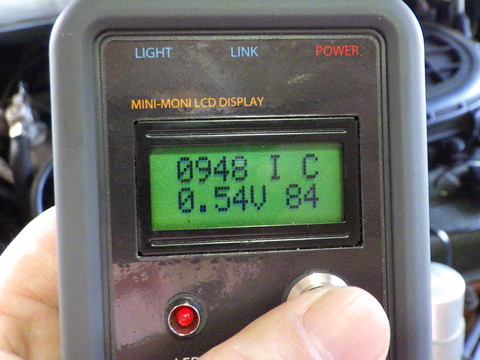 LIGHT LINK POWER
MINI-MONI LCD DISPLAY
0948 I C
0.54V 84